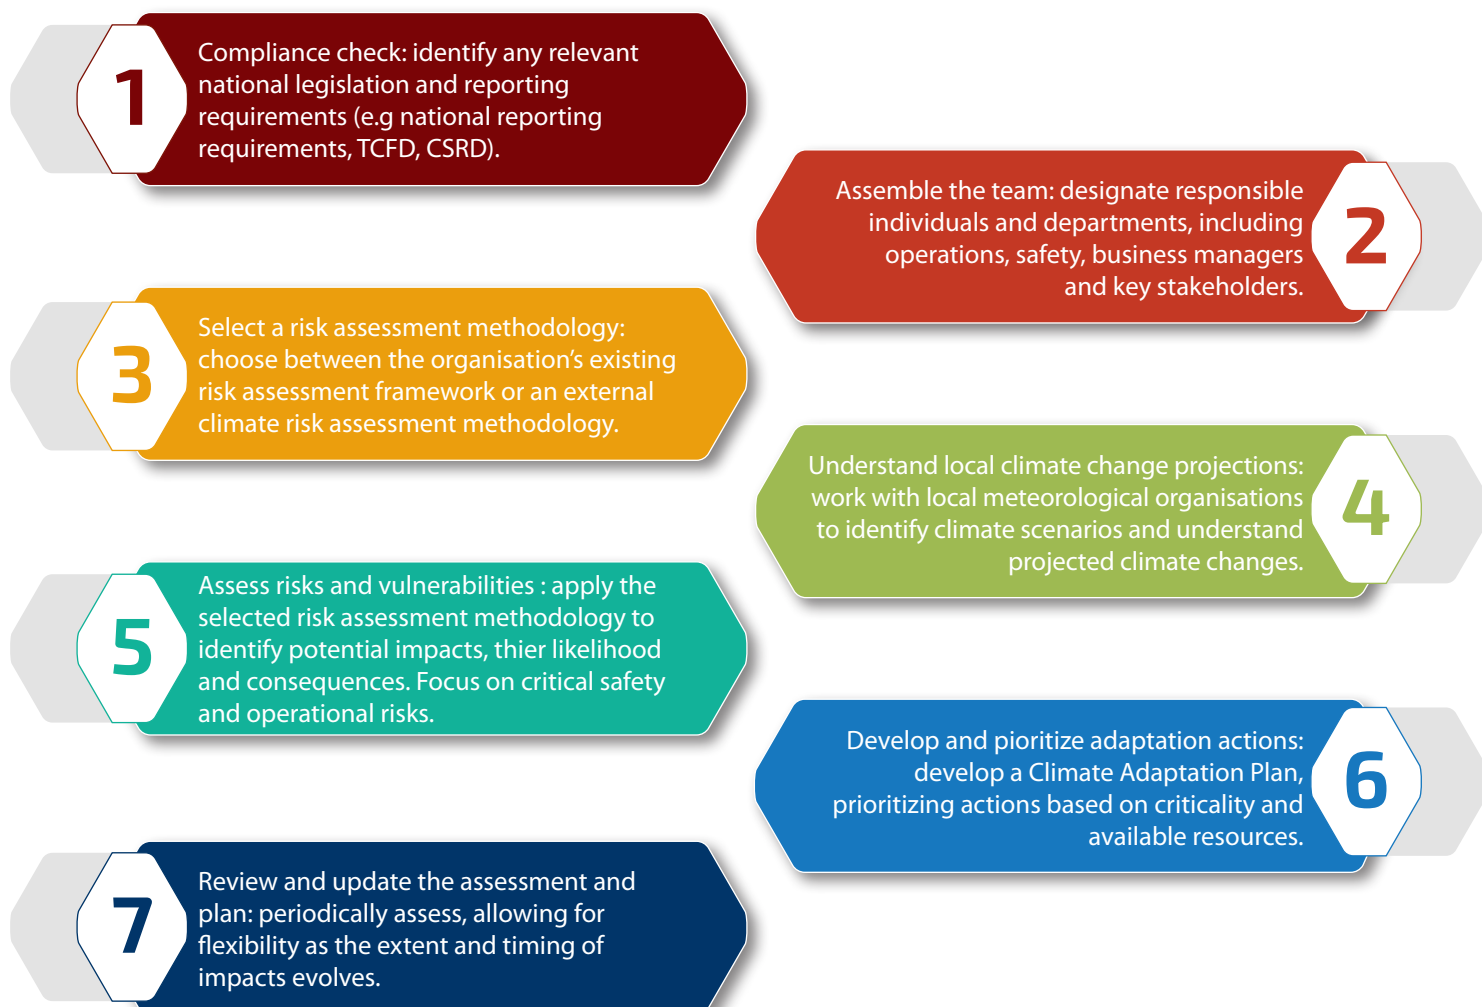 1
Compliance check: identify any relevant
national legislation and reporting
requirements (e.g national reporting
requirements, TCFD, CSRD).
2
Assemble the team: designate responsible
individuals and departments, including
operations, safety, business managers
and key stakeholders.
3
Select a risk assessment methodology:
choose between the organisation’s existing
risk assessment framework or an external
climate risk assessment methodology.
4
Understand local climate change projections:
work with local meteorological organisations
to identify climate scenarios and understand
projected climate changes.
5
Assess risks and vulnerabilities : apply the
selected risk assessment methodology to
identify potential impacts, thier likelihood
and consequences. Focus on critical safety
and operational risks.
6
Develop and pioritize adaptation actions:
develop a Climate Adaptation Plan,
prioritizing actions based on criticality and
available resources.
7
Review and update the assessment and
plan: periodically assess, allowing for
flexibility as the extent and timing of
impacts evolves.